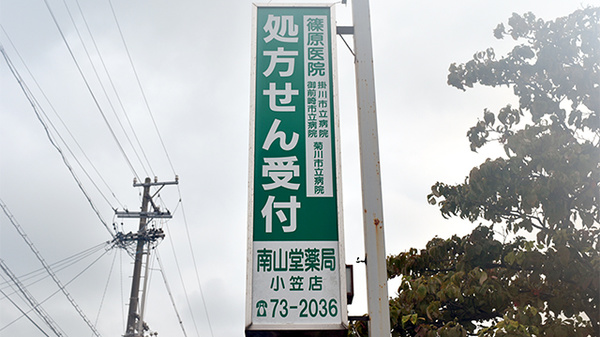 篠原医院
掛川市立病院
御前崎市立病院
菊川市立病院
処方せん受付
南山堂薬局
小笠店
☎73-2036